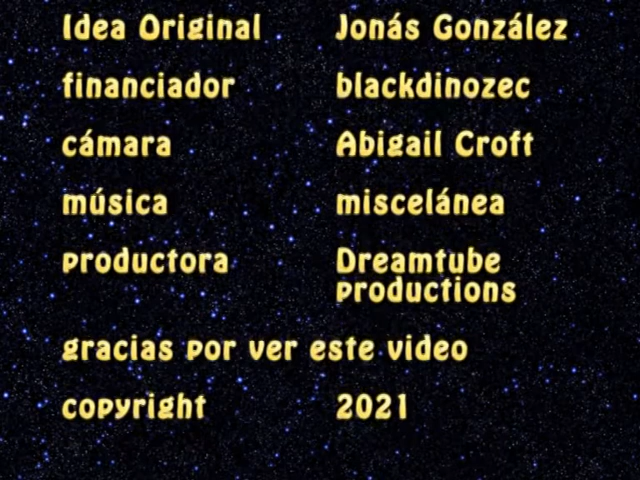 Idea Original Jonás González
financiador blackdinozec
cámara Abigail Croft
música miscelánea
productora Dreamtube
productions
gracias por ver este video
copyright 2021